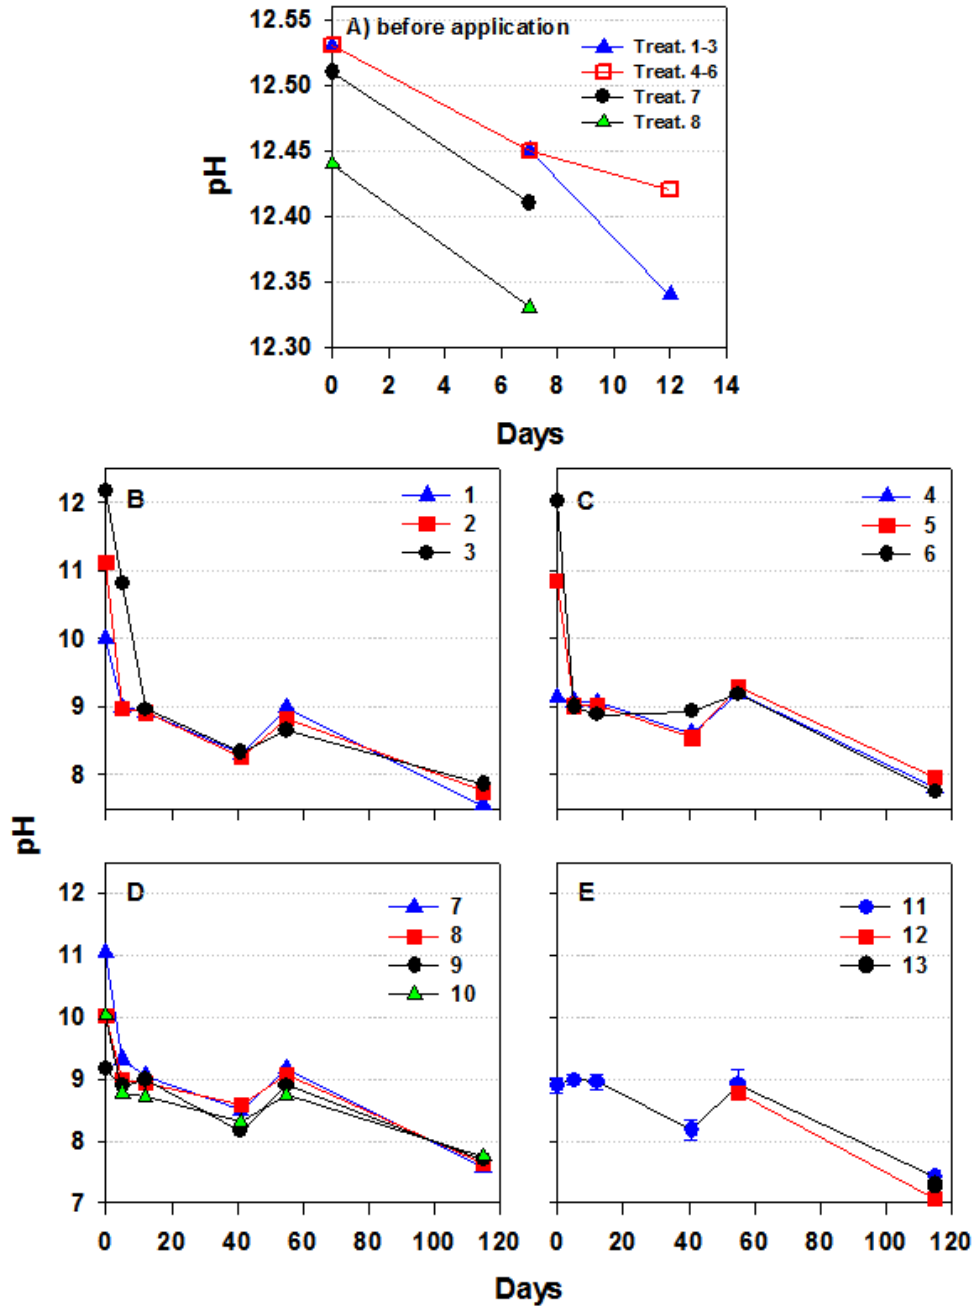 A) before application
12.55
12.50
12.45
12.40
12.35
12.30
pH
Treat. 1-3
Treat. 4-6
Treat. 7
Treat. 8
0 2 4 6 8 10 12 14
Days
B
1
2
3
12
11
10
9
8
C
4
5
6
pH
D
7
8
9
10
12
11
10
9
8
7
E
11
12
13
0 20 40 60 80 100 120
0 20 40 60 80 100 120
Days